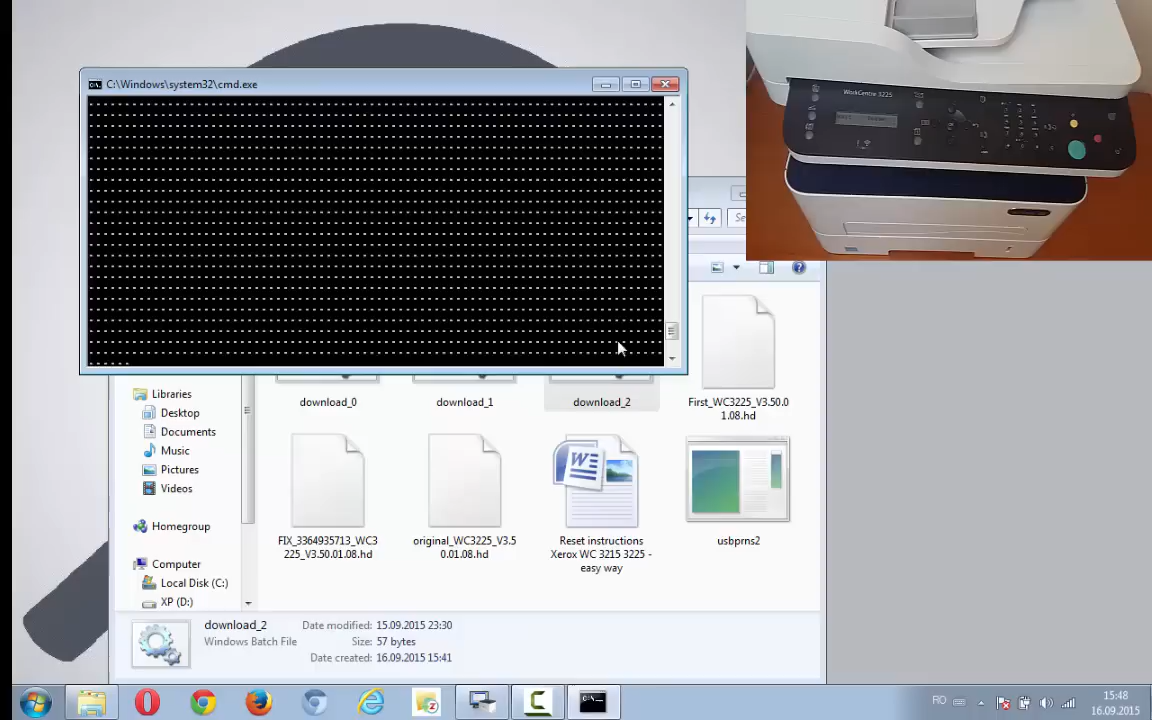 C:\Windows\system32\cmd.exe
WorkCentre 3225
Libraries
Desktop
Documents
Music
Pictures
Videos
Homegroup
Computer
Local Disk (C:)
XP (D:)
download_0
download_1
download_2
First_WC3225_V3.50.0
1.08.hd
FIX_3364935713_WC3
225_V3.50.01.08.hd
original_WC3225_V3.5
0.01.08.hd
Reset instructions
Xerox WC 3215 3225 -
easy way
usbprns2
download_2
Date modified: 15.09.2015 23:30
Windows Batch File
Size: 57 bytes
Date created: 16.09.2015 15:41
RO
15:48
16.09.2015